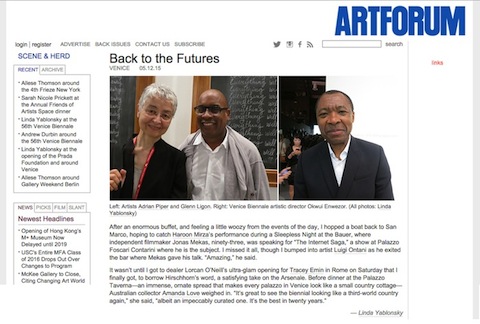 ARTFORUM
login | register ADVERTISE BACK ISSUES CONTACT US SUBSCRIBE search
SCENE & HERD
RECENT ARCHIVE
Allese Thomson around
the 4th Frieze New York
Sarah Nicole Prickett at
the Annual Friends of
Artists Space dinner
Linda Yablonsky at the
56th Venice Biennale
Andrew Durbin around
the 56th Venice Biennale
Linda Yablonsky at the
opening of the Prada
Foundation and around
Venice
Allese Thomson around
Gallery Weekend Berlin
NEWS PICKS FILM SLANT
Newest Headlines
Opening of Hong Kong's
M+ Museum Now
Delayed until 2019
USC's Entire MFA Class
of 2016 Drops Out Over
Changes to Program
McKee Gallery to Close,
Citing Changing Art World
Back to the Futures
VENICE 05.12.15
links
Left: Artists Adrian Piper and Glenn Ligon. Right: Venice Biennale artistic director Okwui Enwezor. (All photos: Linda
Yablonsky)
After an enormous buffet, and feeling a little woozy from the events of the day, I hopped a boat back to San
Marco, hoping to catch Haroon Mirza's performance during a Sleepless Night at the Bauer, where
independent filmmaker Jonas Mekas, ninety-three, was speaking for "The Internet Saga," a show at Palazzo
Foscari Contarini where he is the subject. I missed it all, though I bumped into artist Luigi Ontani as he exited
the bar where Mekas gave his talk. "Amazing," he said.
It wasn't until I got to dealer Lorcan O'Neill's ultra-glam opening for Tracey Emin in Rome on Saturday that I
finally got, to borrow Hirschhorn's word, a satisfying take on the Arsenale. Before dinner at the Palazzo
Taverna—an immense, ornate spread that makes every palazzo in Venice look like a small country cottage—
Australian collector Amanda Love weighed in. "It's great to see the biennial looking like a third-world country
again," she said, "albeit an impeccably curated one. It's the best in twenty years."
— Linda Yablonsky